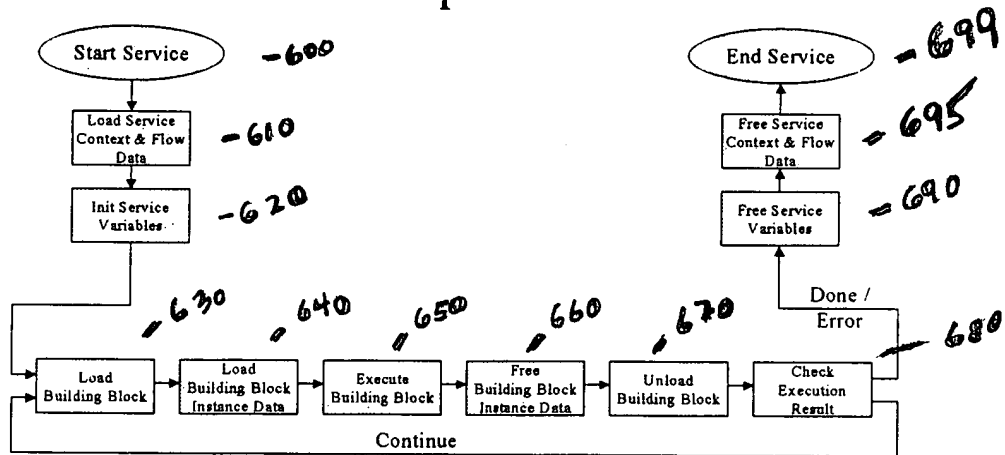 Start Service
-600
Load Service
Context & Flow
Data
-610
Init Service
Variables
-620
End Service
-699
Free Service
Context & Flow
Data
-695
Free Service
Variables
-690
Done /
Error
-630
Load
Building Block
-640
Load
Building Block
Instance Data
-650
Execute
Building Block
-660
Free
Building Block
Instance Data
-670
Unload
Building Block
-680
Check
Execution
Result
Continue